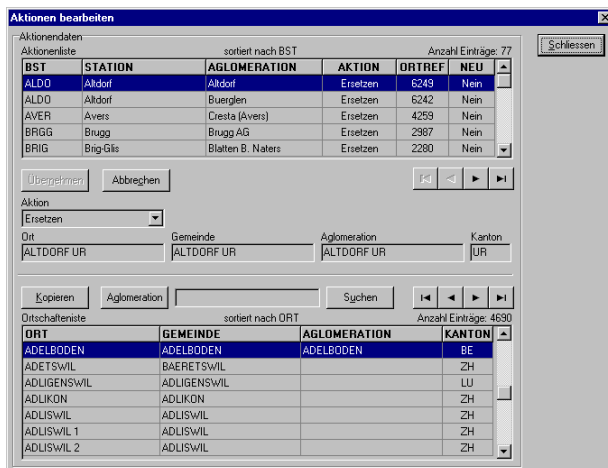 Aktionen bearbeiten
Aktionendaten
Schliessen
Aktionenliste sortiert nach BST Anzahl Einträge: 77
BST STATION AGLOMERATION AKTION ORTREF NEU
ALDO Altdorf Altdorf Ersetzen 6249 Nein
ALDO Altdorf Buerglen Ersetzen 6242 Nein
AVER Avers Cresta (Avers) Ersetzen 4259 Nein
BRGG Brugg Brugg AG Ersetzen 2987 Nein
BRIG Brig-Glis Blatten B. Naters Ersetzen 2280 Nein
Übernehmen Abbrechen
Aktion
Ersetzen
Ort Gemeinde Aglomeration Kanton
ALTDORF UR ALTDORF UR ALTDORF UR UR
Kopieren Aglomeration Suchen
Ortschafteniste sortiert nach ORT Anzahl Einträge: 4690
ORT GEMEINDE AGLOMERATION KANTON
ADELBODEN ADELBODEN ADELBODEN BE
ADETSWIL BAERETSWIL ZH
ADLIGENSWIL ADLIGENSWIL LU
ADLIKON ADLIKON ZH
ADLISWIL ADLISWIL ZH
ADLISWIL 1 ADLISWIL ZH
ADLISWIL 2 ADLISWIL ZH